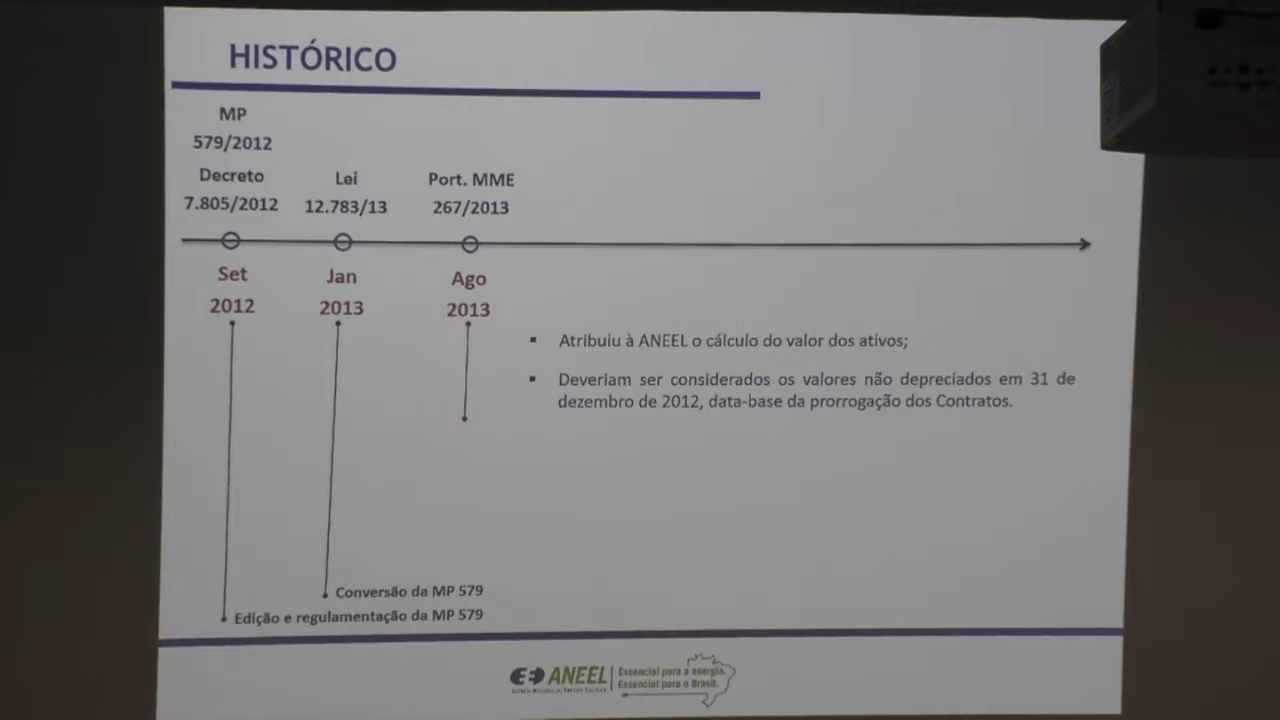 HISTÓRICO
MP
579/2012
Decreto
7.805/2012
Lei
12.783/13
Port. MME
267/2013
Set
2012
Jan
2013
Ago
2013
▪ Atribuiu à ANEEL o cálculo do valor dos ativos;
▪ Deveriam ser considerados os valores não depreciados em 31 de
dezembro de 2012, data-base da prorrogação dos Contratos.
Conversão da MP 579
Edição e regulamentação da MP 579
ANEEL
Essencial para a energia.
Essencial para o Brasil.